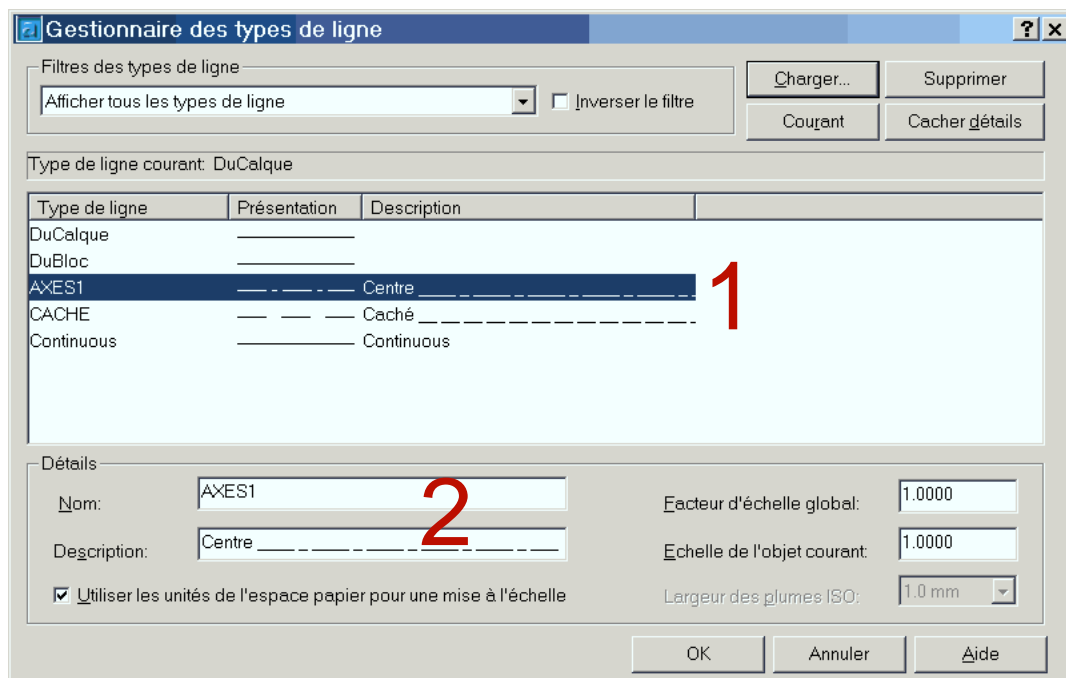 Gestionnaire des types de ligne
Filtres des types de ligne
Afficher tous les types de ligne
Inverser le filtre
Charger...
Supprimer
Courant
Cacher détails
Type de ligne courant: DuCalque
Type de ligne Présentation Description
DuCalque
DuBloc
AXES1 Centre
CACHE Caché
Continuous Continuous
1
Détails
Nom: AXES1
2
Facteur d'échelle global: 1.0000
Description: Centre
Echelle de l'objet courant: 1.0000
Utiliser les unités de l'espace papier pour une mise à l'échelle
Largeur des plumes ISO: 1.0 mm
OK
Annuler
Aide